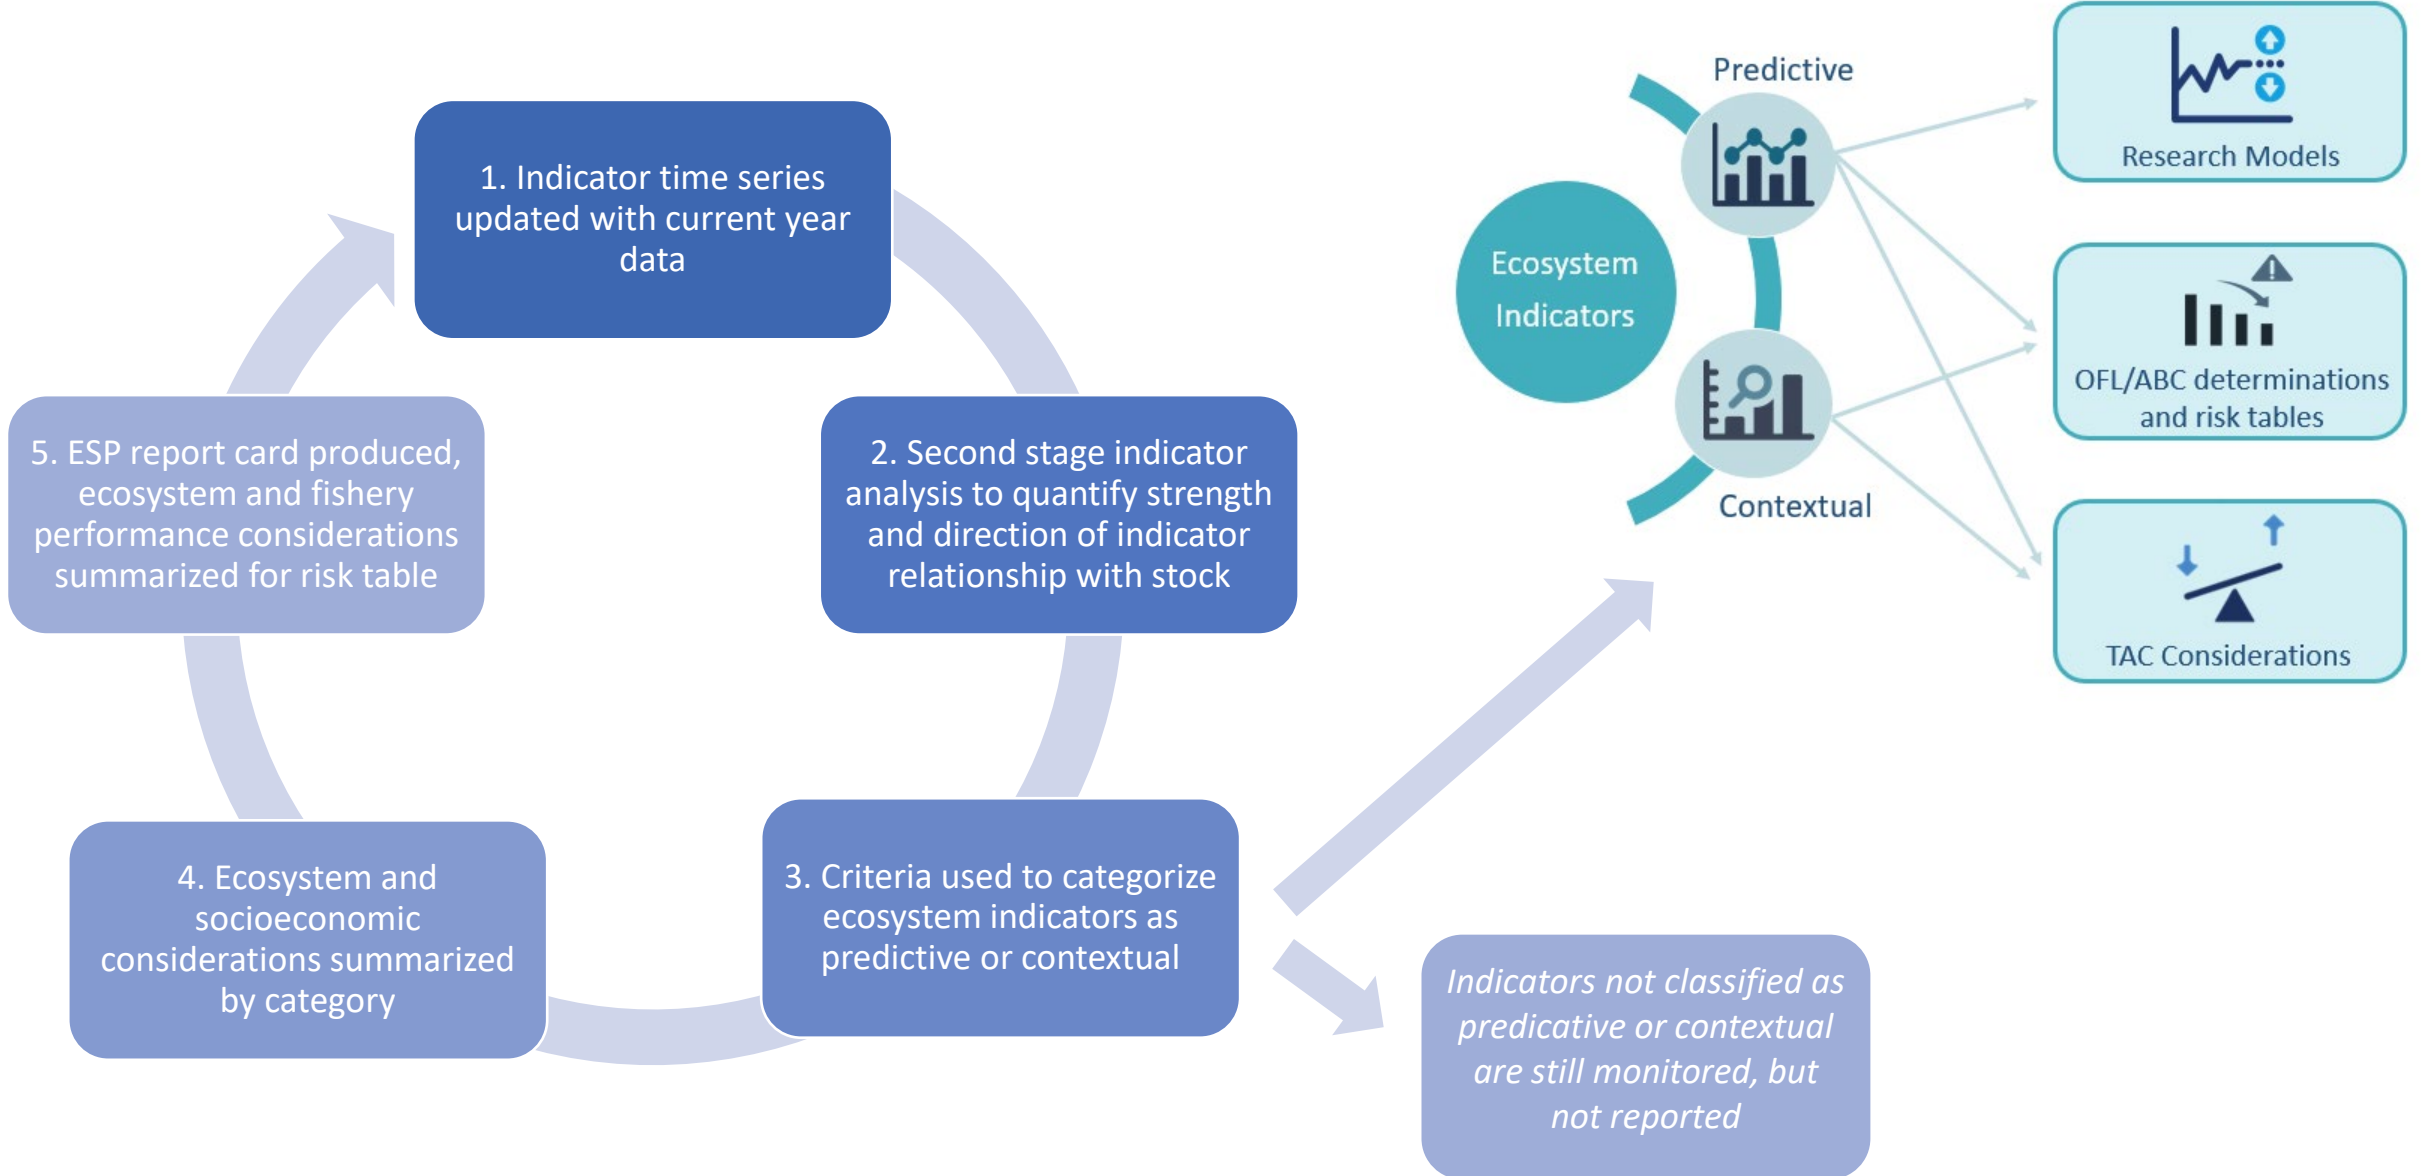 1. Indicator time series
updated with current year
data
2. Second stage indicator
analysis to quantify strength
and direction of indicator
relationship with stock
3. Criteria used to categorize
ecosystem indicators as
predictive or contextual
4. Ecosystem and
socioeconomic
considerations summarized
by category
5. ESP report card produced,
ecosystem and fishery
performance considerations
summarized for risk table
Indicators not classified as
predicative or contextual
are still monitored, but
not reported
Ecosystem
Indicators
Predictive
Contextual
Research Models
OFL/ABC determinations
and risk tables
TAC Considerations